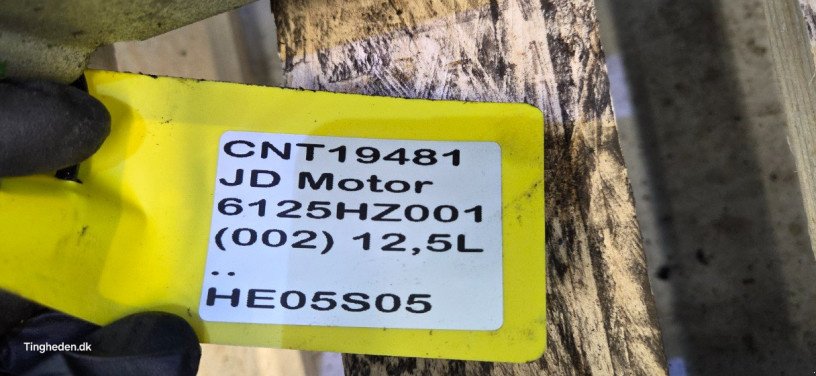 CNT19481
JD Motor
6125HZ001
(002) 12,5L
..
HE05S05
Tingheden.dk